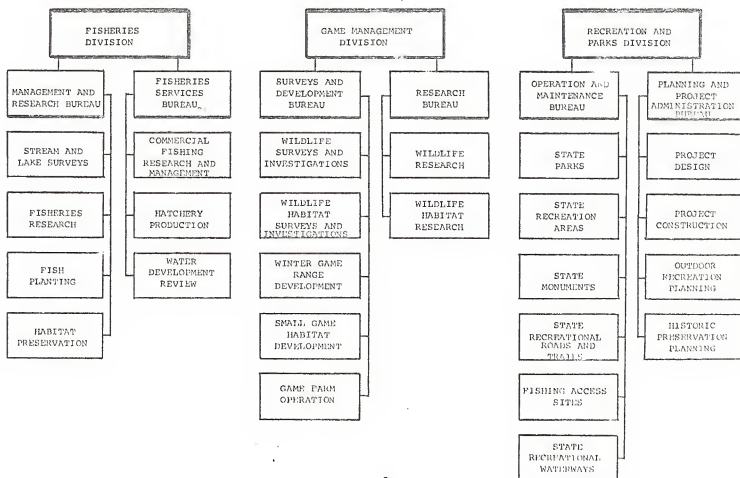 FISHERIES
DIVISION
MANAGEMENT AND
RESEARCH BUREAU
STREAM AND
LAKE SURVEYS
FISHERIES
RESEARCH
FISH
PLANTING
HABITAT
PRESERVATION
FISHERIES
SERVICES
BUREAU
COMMERCIAL
FISHING
RESEARCH AND
MANAGEMENT
HATCHERY
PRODUCTION
WATER
DEVELOPMENT
REVIEW
GAME MANAGEMENT
DIVISION
SURVEYS AND
DEVELOPMENT
BUREAU
WILDLIFE
SURVEYS AND
INVESTIGATIONS
WILDLIFE
HABITAT
SURVEYS AND
INVESTIGATIONS
WINTER GAME
RANGE
DEVELOPMENT
SMALL GAME
HABITAT
DEVELOPMENT
GAME FARM
OPERATION
RESEARCH
BUREAU
WILDLIFE
RESEARCH
WILDLIFE
HABITAT
RESEARCH
RECREATION AND
PARKS DIVISION
OPERATION AND
MAINTENANCE
BUREAU
STATE
PARKS
STATE
RECREATION
AREAS
STATE
MONUMENTS
STATE
RECREATIONAL
ROADS AND
TRAILS
FISHING ACCESS
SITES
STATE
RECREATIONAL
WATERWAYS
PLANNING AND
PROJECT
ADMINISTRATION
BUREAU
PROJECT
DESIGN
PROJECT
CONSTRUCTION
OUTDOOR
RECREATION
PLANNING
HISTORIC
PRESERVATION
PLANNING